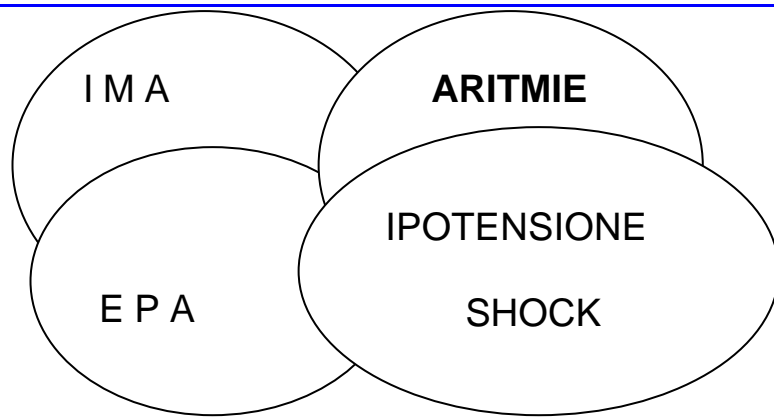 I M A
ARITMIE
IPOTENSIONE
E P A
SHOCK